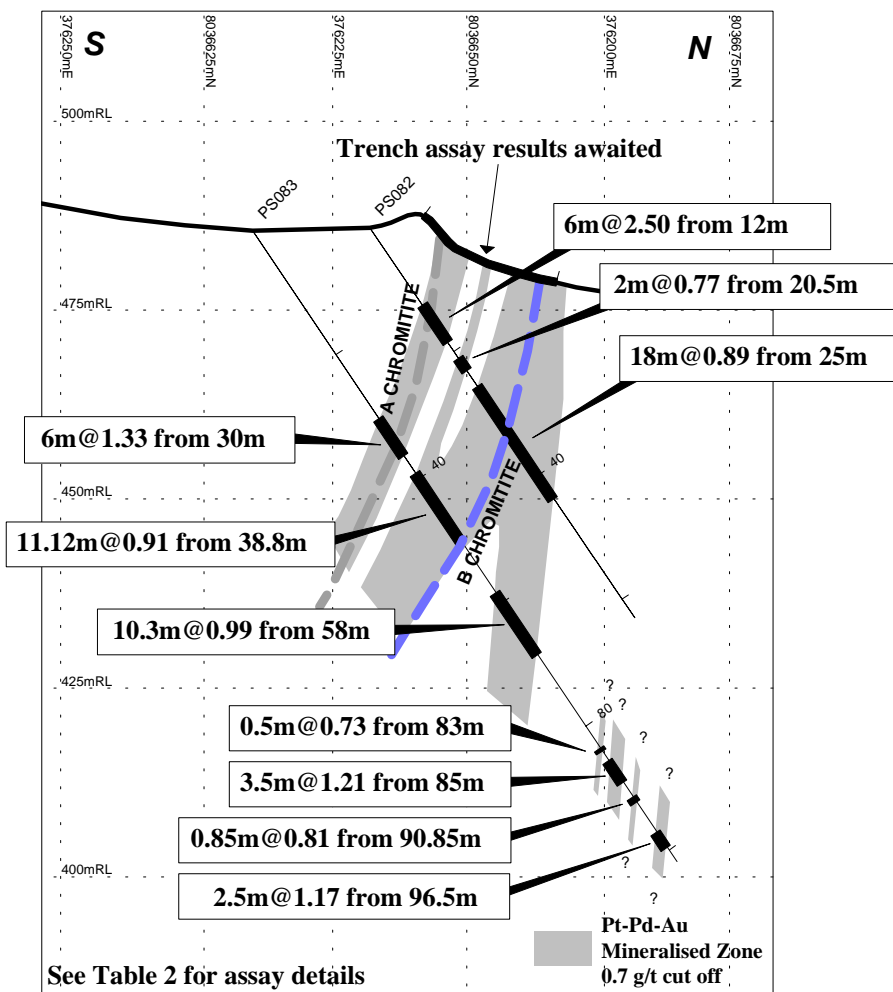 376250mE
8036625mN
376225mE
8036650mN
376200mE
8036675mN
S
N
500mRL
Trench assay results awaited
PS083
PS082
6m@2.50 from 12m
2m@0.77 from 20.5m
475mRL
A CHROMITITE
18m@0.89 from 25m
6m@1.33 from 30m
40
40
450mRL
B CHROMITITE
11.12m@0.91 from 38.8m
10.3m@0.99 from 58m
425mRL
?
?
80
0.5m@0.73 from 83m
?
?
3.5m@1.21 from 85m
0.85m@0.81 from 90.85m
?
400mRL
2.5m@1.17 from 96.5m
?
Pt-Pd-Au
Mineralised Zone
0.7 g/t cut off
See Table 2 for assay details